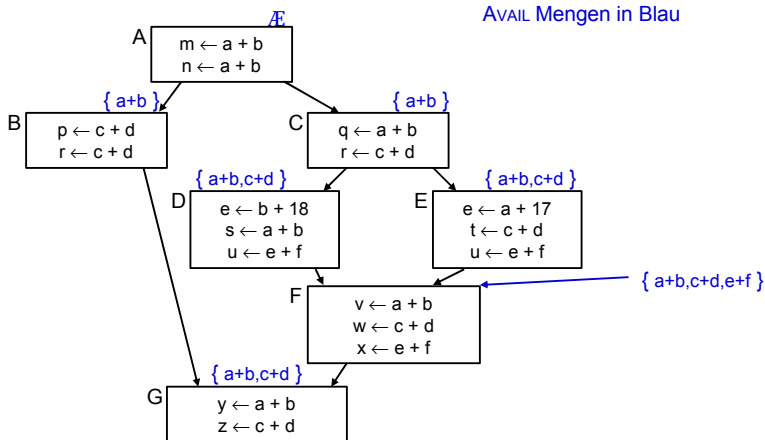 Æ
AVAIL Mengen in Blau
A
m ← a + b
n ← a + b
{ a+b }
{ a+b }
B
p ← c + d
r ← c + d
C
q ← a + b
r ← c + d
{ a+b,c+d }
{ a+b,c+d }
D
e ← b + 18
s ← a + b
u ← e + f
E
e ← a + 17
t ← c + d
u ← e + f
{ a+b,c+d,e+f }
F
v ← a + b
w ← c + d
x ← e + f
{ a+b,c+d }
G
y ← a + b
z ← c + d